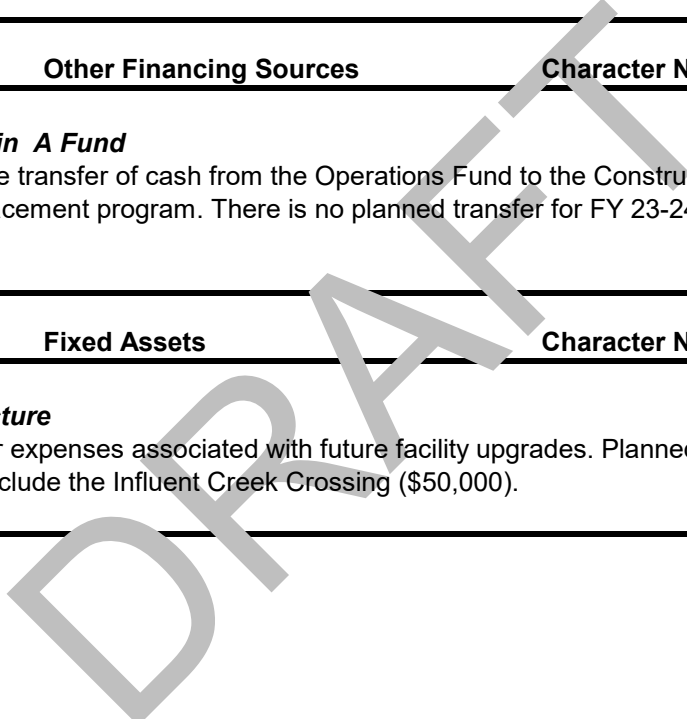 Other Financing Sources Character N
in A Fund
e transfer of cash from the Operations Fund to the Constru
cement program. There is no planned transfer for FY 23-24
Fixed Assets Character N
ture
r expenses associated with future facility upgrades. Planned
clude the Influent Creek Crossing ($50,000).
DRAFT